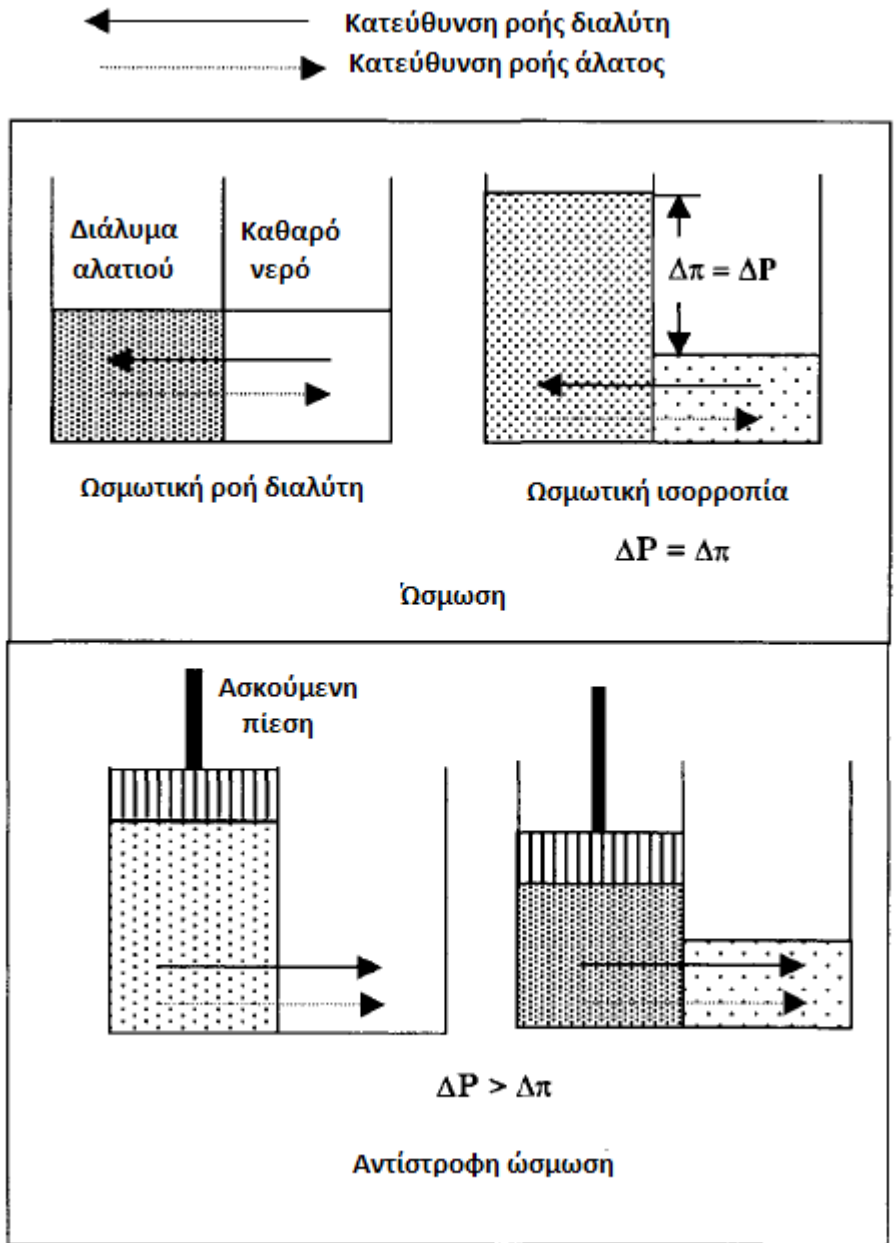 Κατεύθυνση ροής διαλύτη
Κατεύθυνση ροής άλατος
Διάλυμα
αλατιού
Καθαρό
νερό
Δπ = ΔP
Ωσμωτική ροή διαλύτη
Ωσμωτική ισορροπία
ΔP = Δπ
Ώσμωση
Ασκούμενη
πίεση
ΔP > Δπ
Αντίστροφη ώσμωση